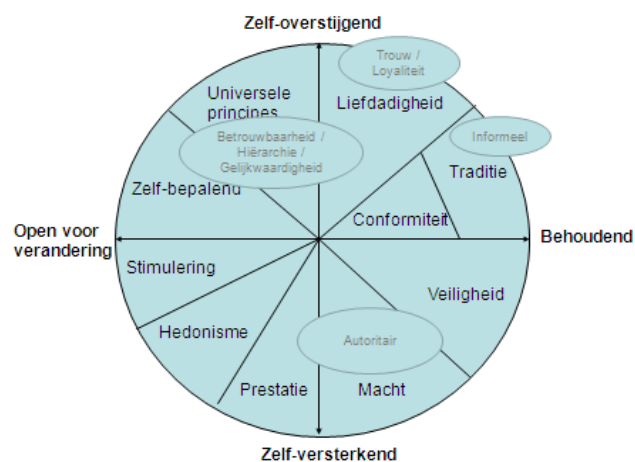 Zelf-overstijgend
Trouw /
Loyaliteit
Universele
principes
Liefdadigheid
Betrouwbaarheid /
Hiërarchie /
Gelijkwaardigheid
Informeel
Traditie
Zelf-bepalend
Conformiteit
Open voor
verandering
Behoudend
Stimulering
Veiligheid
Hedonisme
Autoritair
Prestatie
Macht
Zelf-versterkend